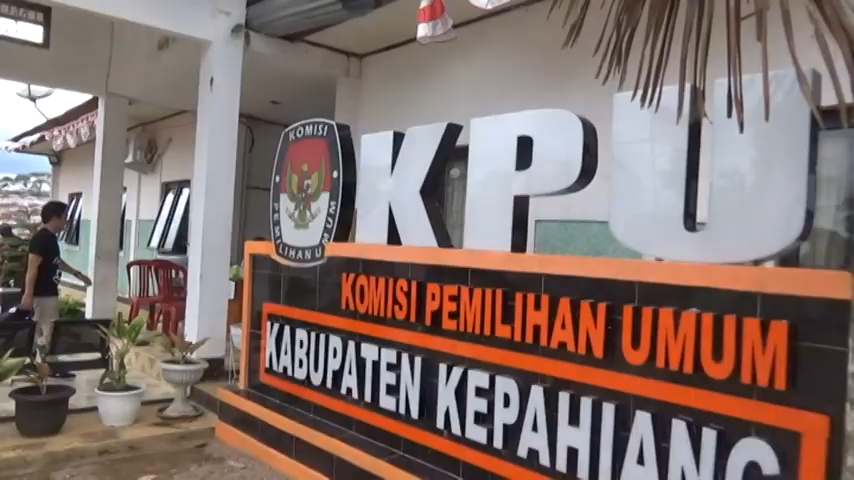 KOMISI
PEMILIHAN UMUM
KPU
KOMISI PEMILIHAN UMUM
KABUPATEN KEPAHIANG